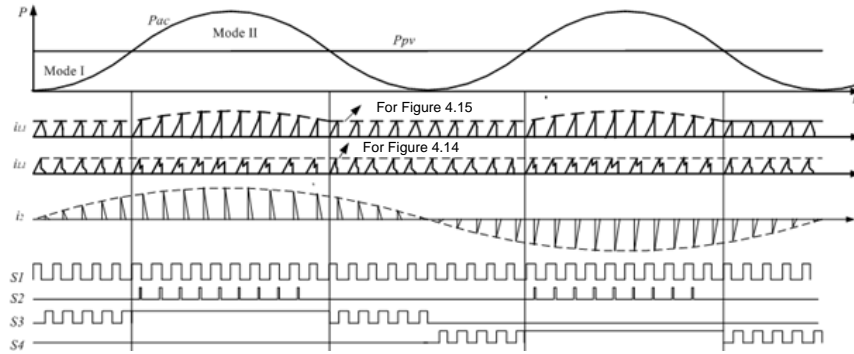 P
Pac
Mode II
Ppv
Mode I
For Figure 4.15
iL1
For Figure 4.14
iL1
i2
S1
S2
S3
S4